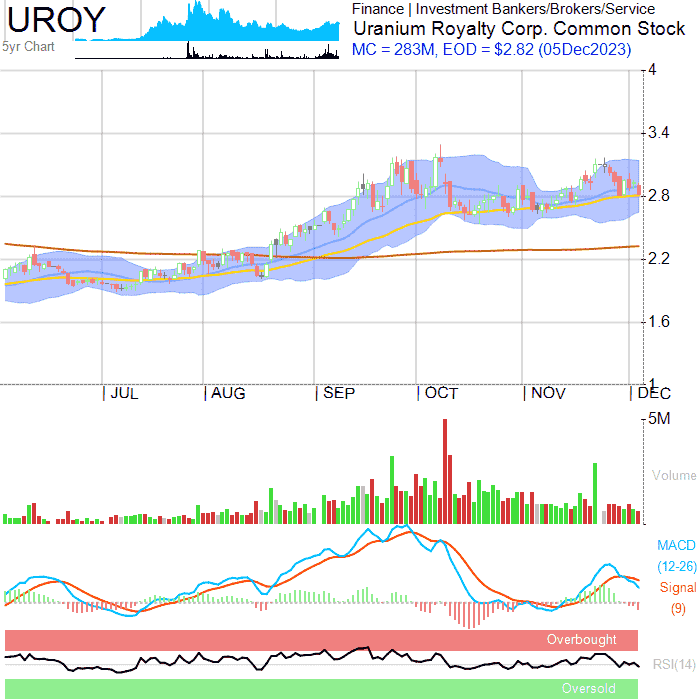 UROY
5yr Chart
Finance | Investment Bankers/Brokers/Service
Uranium Royalty Corp. Common Stock
MC = 283M, EOD = $2.82 (05Dec2023)
4
3.4
2.8
2.2
1.6
1
JUL AUG SEP OCT NOV DEC
5M
Volume
MACD
(12-26)
Signal
(9)
Overbought
RSI(14)
Oversold